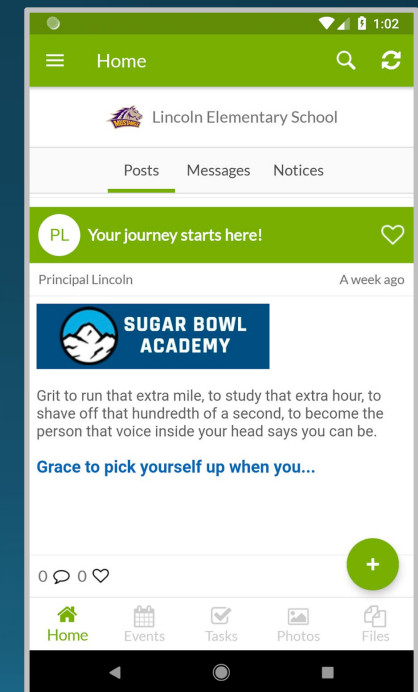 1:02
Home
MUSTANGS
Lincoln Elementary School
Posts Messages Notices
PL Your journey starts here!
Principal Lincoln A week ago
SUGAR BOWL
ACADEMY
Grit to run that extra mile, to study that extra hour, to
shave off that hundredth of a second, to become the
person that voice inside your head says you can be.
Grace to pick yourself up when you...
0 0
+
Home Events Tasks Photos Files